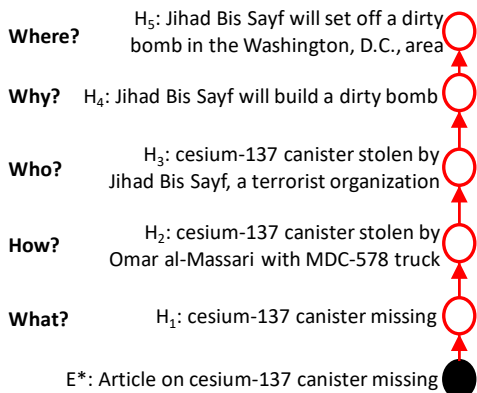 Where?
H₅: Jihad Bis Sayf will set off a dirty
bomb in the Washington, D.C., area
Why?
H₄: Jihad Bis Sayf will build a dirty bomb
Who?
H₃: cesium-137 canister stolen by
Jihad Bis Sayf, a terrorist organization
How?
H₂: cesium-137 canister stolen by
Omar al-Massari with MDC-578 truck
What?
H₁: cesium-137 canister missing
E*: Article on cesium-137 canister missing